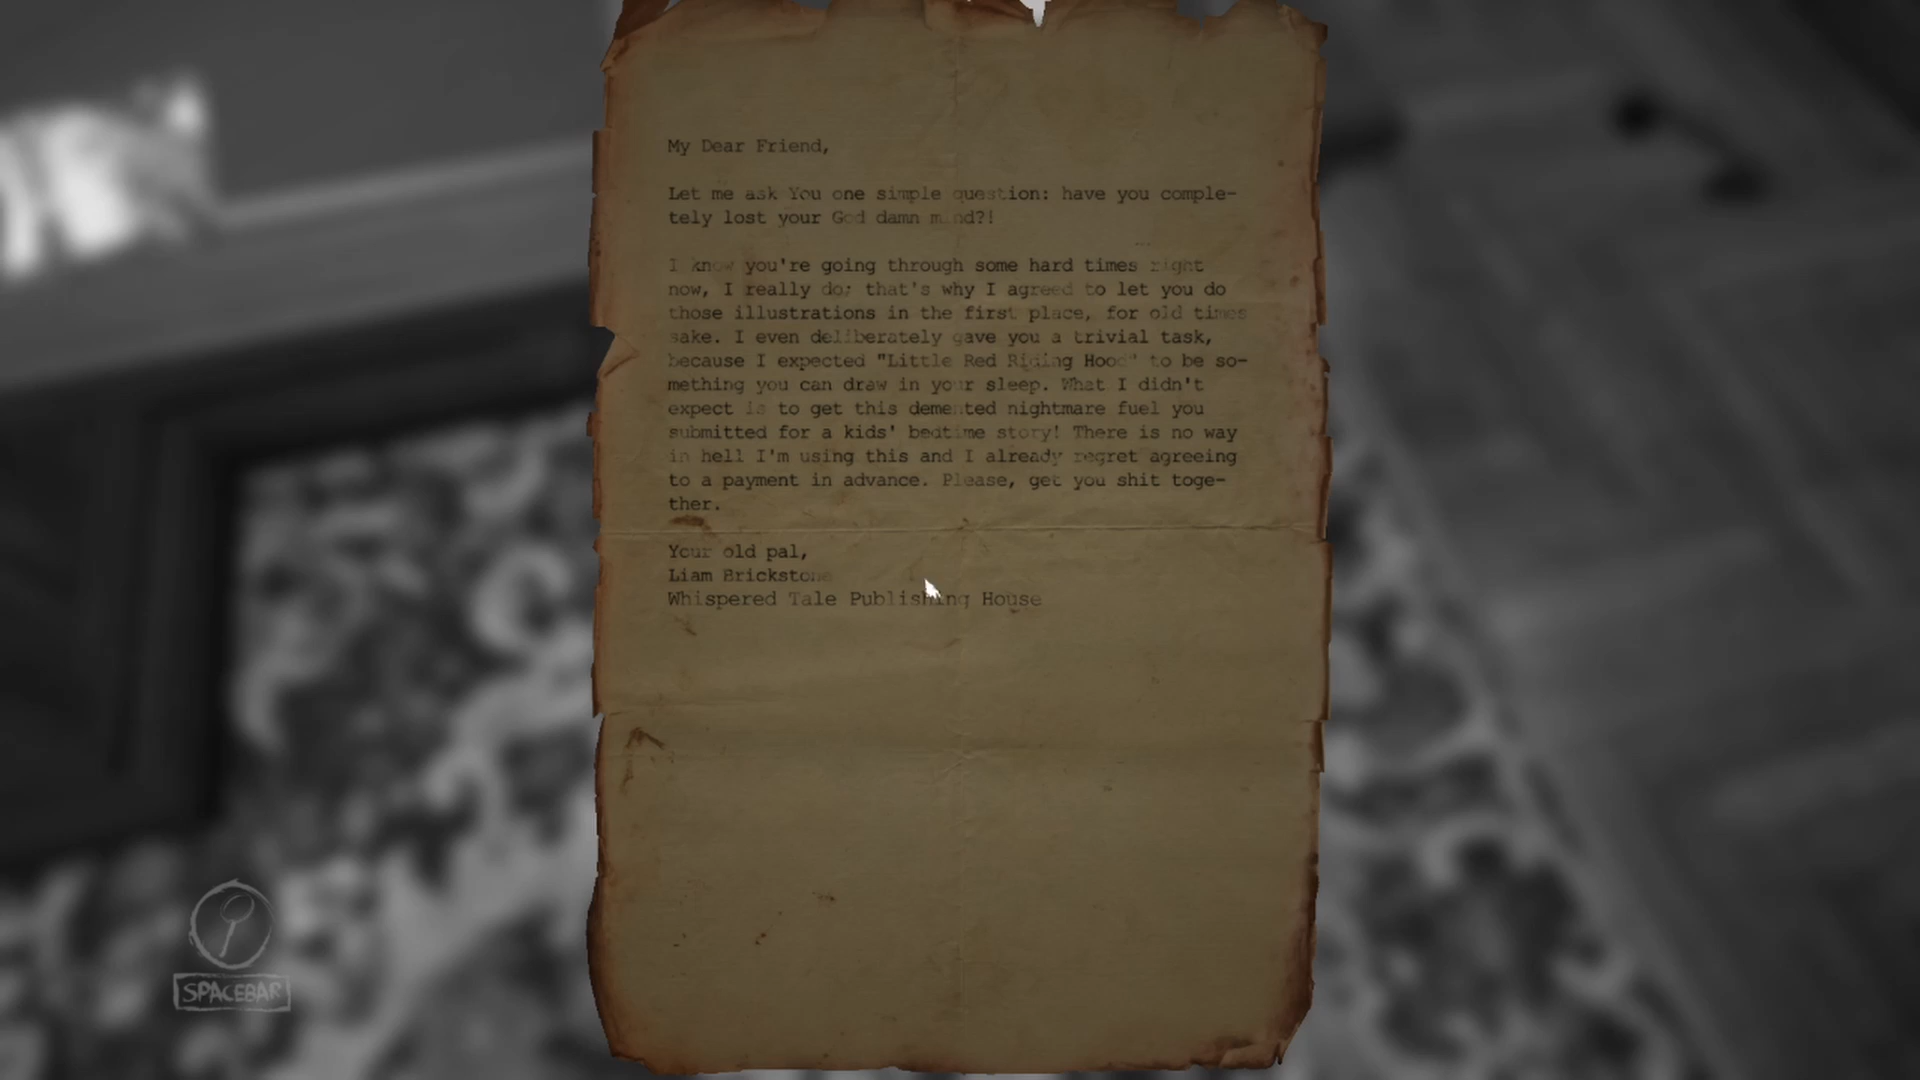 My Dear Friend,
Let me ask You one simple question: have you comple-
tely lost your God damn mind?!
I know you're going through some hard times right
now, I really do; that's why I agreed to let you do
those illustrations in the first place, for old times
sake. I even deliberately gave you a trivial task,
because I expected "Little Red Riding Hood" to be so-
mething you can draw in your sleep. What I didn't
expect is to get this demented nightmare fuel you
submitted for a kids' bedtime story! There is no way
in hell I'm using this and I already regret agreeing
to a payment in advance. Please, get you shit toge-
ther.
Your old pal,
Liam Brickstone
Whispered Tale Publishing House
SPACEBAR